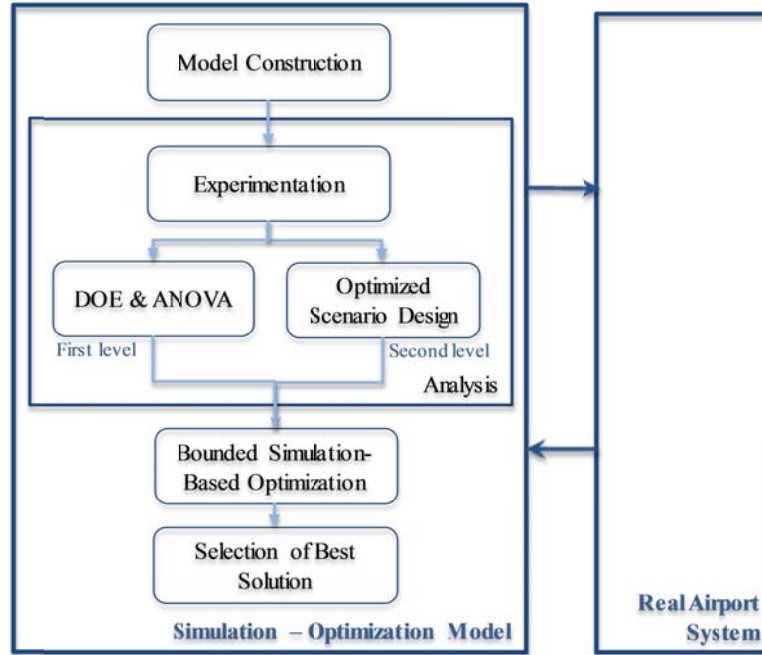 Model Construction
Experimentation
DOE & ANOVA
Optimized
Scenario Design
First level
Second level
Analysis
Bounded Simulation-
Based Optimization
Selection of Best
Solution
Simulation – Optimization Model
Real Airport
System